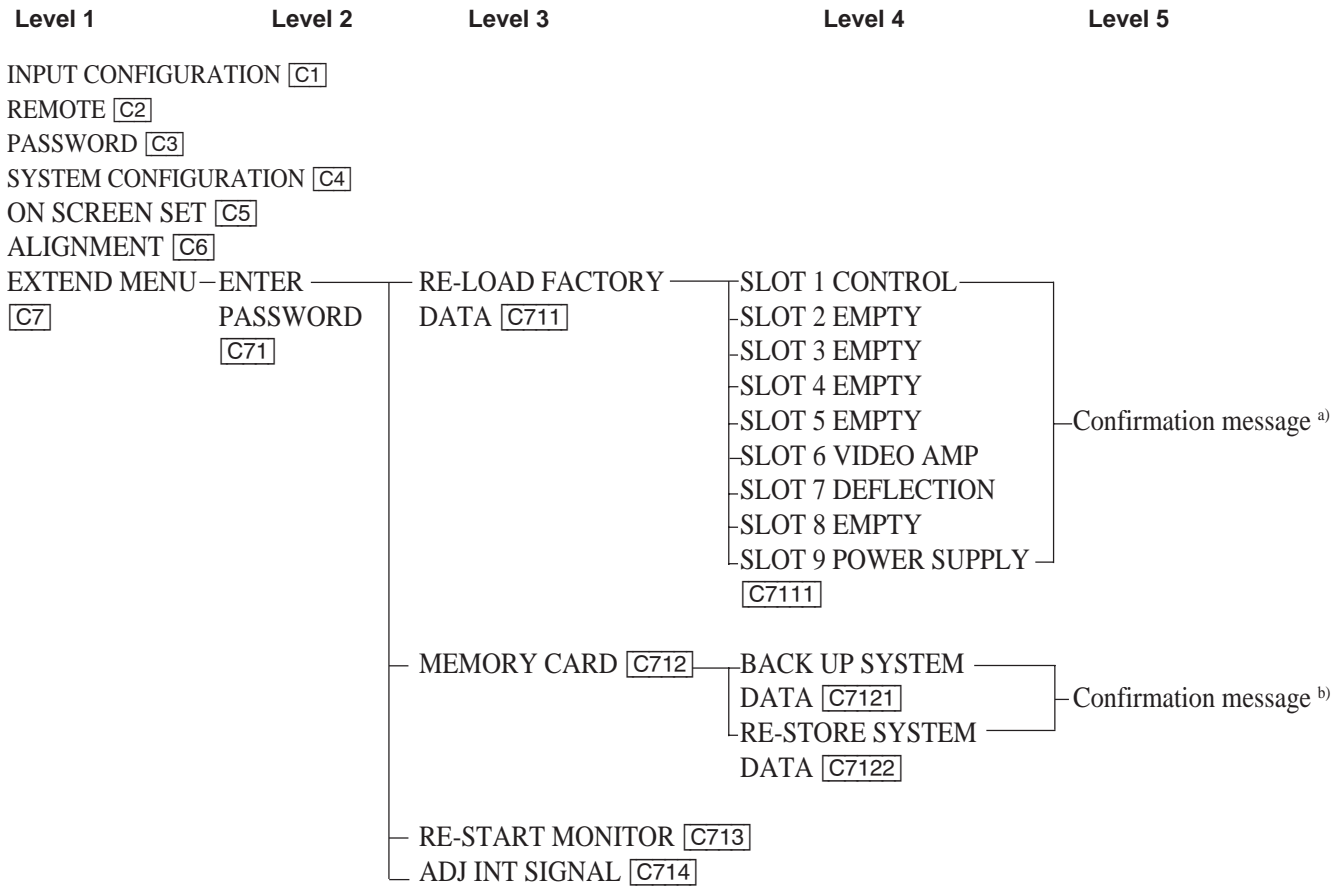 Level 1 Level 2 Level 3 Level 4 Level 5
INPUT CONFIGURATION C1
REMOTE C2
PASSWORD C3
SYSTEM CONFIGURATION C4
ON SCREEN SET C5
ALIGNMENT C6
EXTEND MENU ENTER RE-LOAD FACTORY SLOT 1 CONTROL
C7 PASSWORD DATA C711 SLOT 2 EMPTY
C71 SLOT 3 EMPTY
SLOT 4 EMPTY
SLOT 5 EMPTY Confirmation message a)
SLOT 6 VIDEO AMP
SLOT 7 DEFLECTION
SLOT 8 EMPTY
SLOT 9 POWER SUPPLY
C7111
MEMORY CARD C712 BACK UP SYSTEM
DATA C7121 Confirmation message b)
RE-STORE SYSTEM
DATA C7122
RE-START MONITOR C713
ADJ INT SIGNAL C714